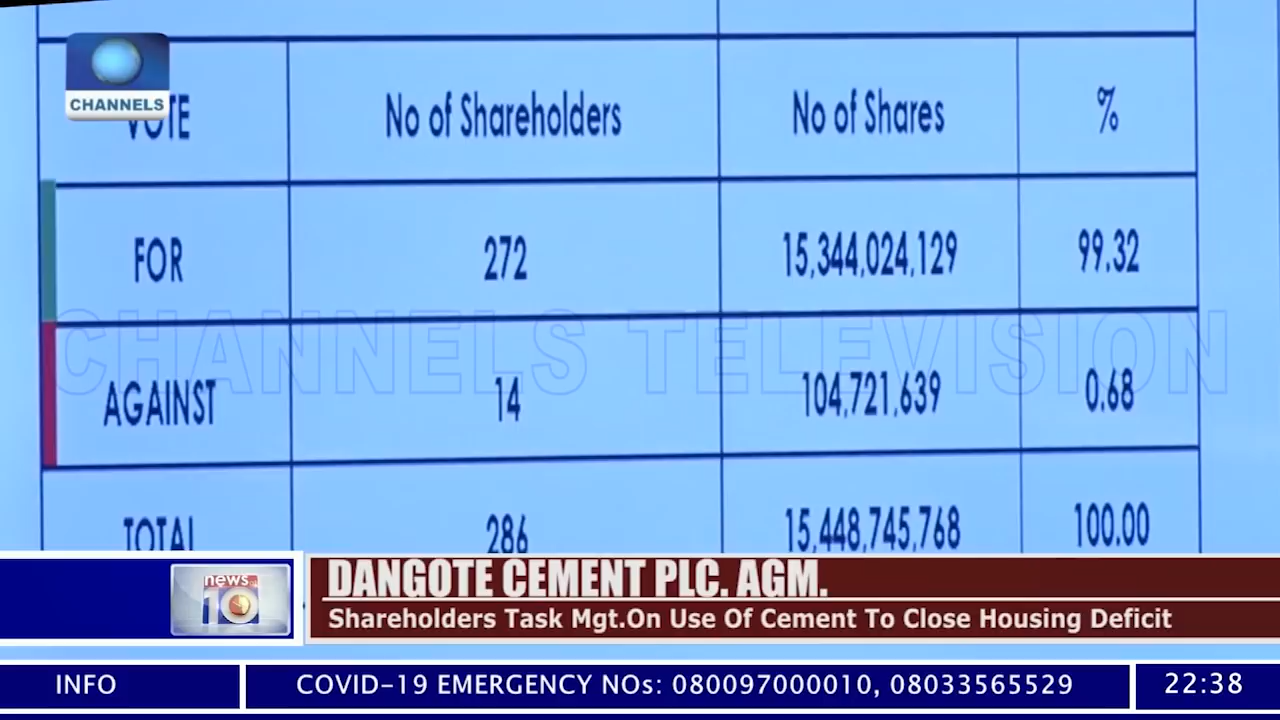 CHANNELS
VOTE No of Shareholders No of Shares %
FOR 272 15,344,024,129 99.32
CHANNELS TELEVISION
AGAINST 14 104,721,639 0.68
TOTAL 286 15,448,745,768 100.00
news@
10
DANGOTE CEMENT PLC. AGM.
Shareholders Task Mgt.On Use Of Cement To Close Housing Deficit
INFO COVID-19 EMERGENCY NOs: 080097000010, 08033565529 22:38